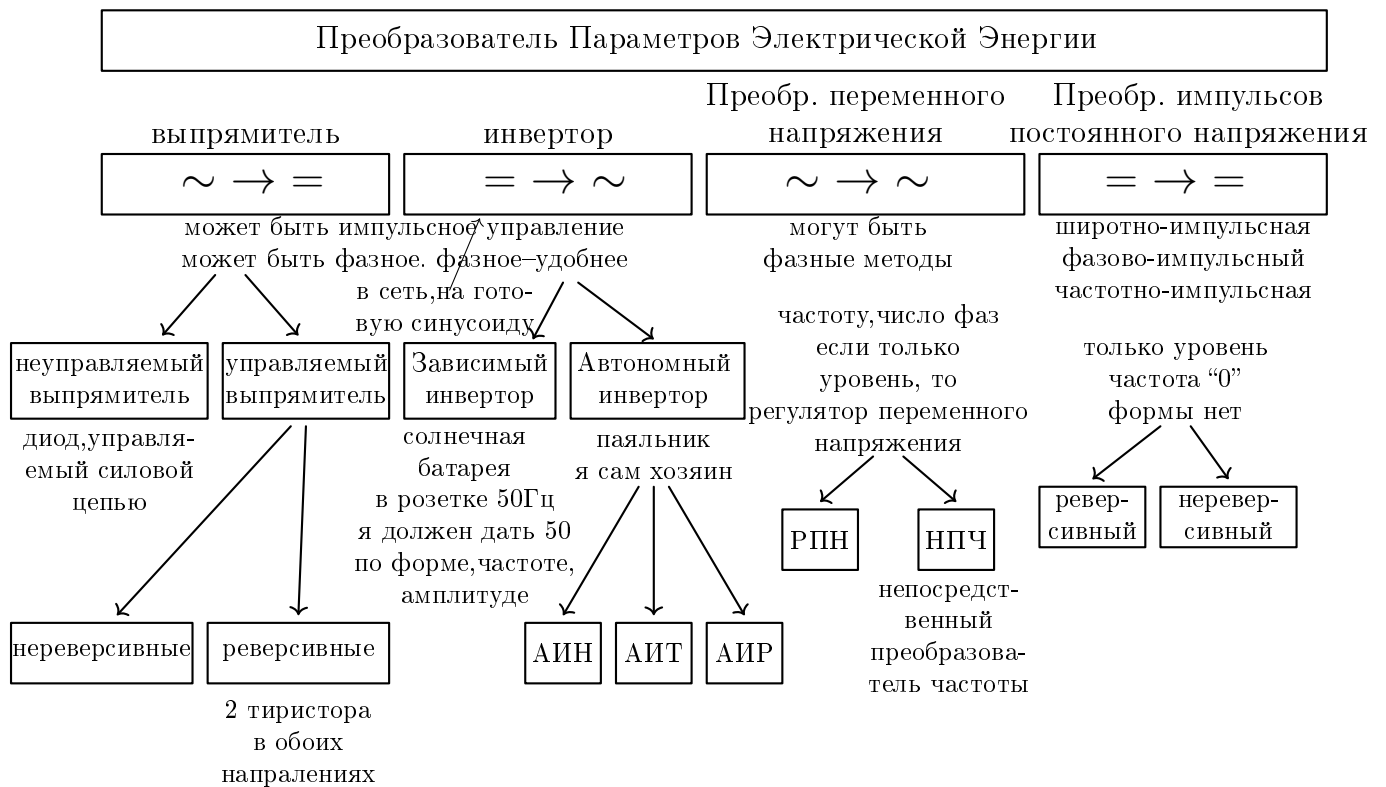 Преобразователь Параметров Электрической Энергии
выпрямитель
∼ → =
инвертор
= → ∼
Преобр. переменного
напряжения
∼ → ∼
Преобр. импульсов
постоянного напряжения
= → =
может быть импульсное управление
может быть фазное. фазное–удобнее
в сеть,на гото-
вую синусоиду
могут быть
фазные методы
широтно-импульсная
фазово-импульсный
частотно-импульсная
частоту,число фаз
если только
уровень, то
регулятор переменного
напряжения
только уровень
частота “0”
формы нет
неуправляемый
выпрямитель
управляемый
выпрямитель
Зависимый
инвертор
Автономный
инвертор
диод,управля-
емый силовой
цепью
солнечная
батарея
в розетке 50Гц
я должен дать 50
по форме,частоте,
амплитуде
паяльник
я сам хозяин
РПН
НПЧ
непосредст-
венный
преобразова-
тель частоты
ревер-
сивный
неревер-
сивный
нереверсивные
реверсивные
2 тиристора
в обоих
напралениях
АИН
АИТ
АИР